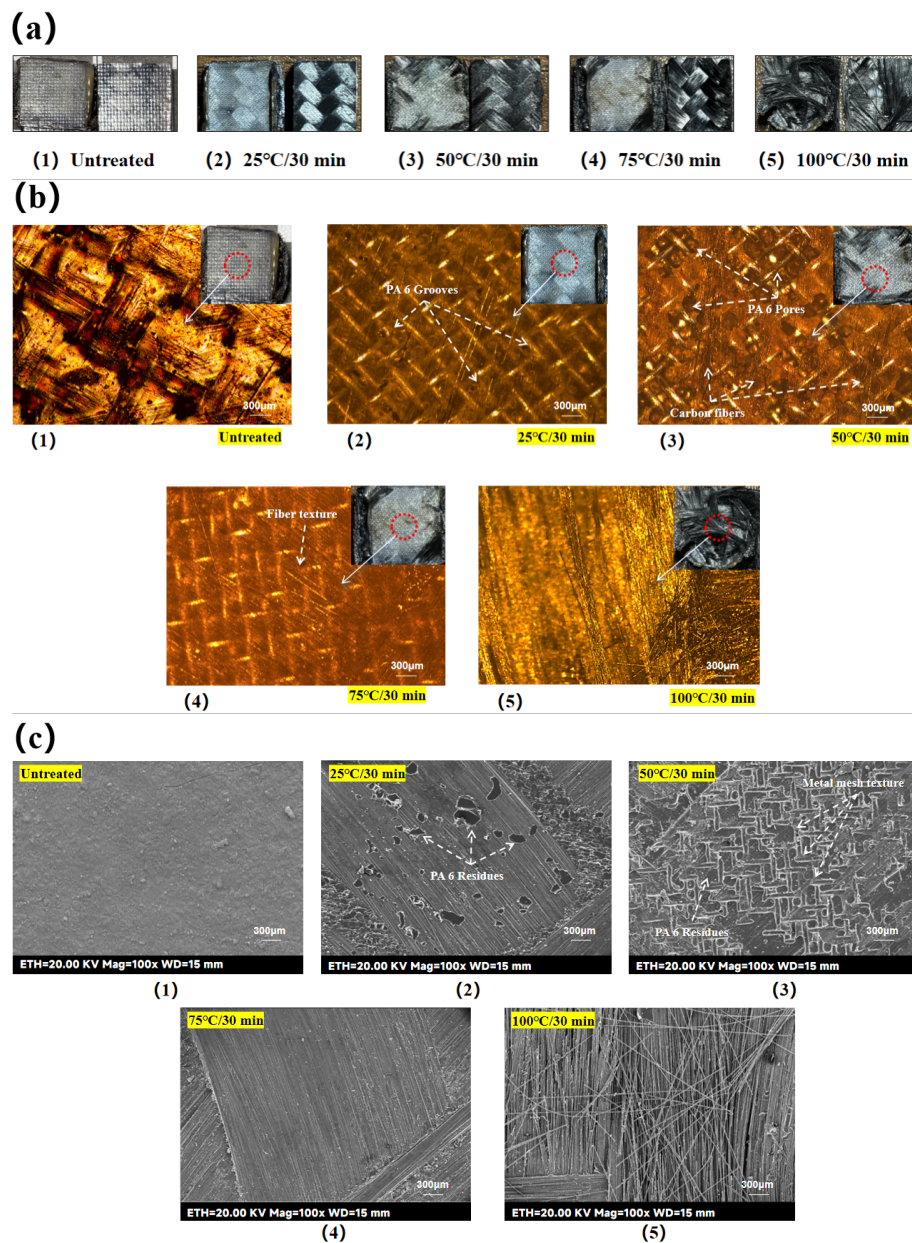 (a)
(1) Untreated
(2) 25℃/30 min
(3) 50℃/30 min
(4) 75℃/30 min
(5) 100℃/30 min
(b)
PA 6 Grooves
300μm
(1)
Untreated
300μm
(2)
25℃/30 min
PA 6 Pores
Carbon fibers
300μm
(3)
50℃/30 min
Fiber texture
300μm
(4)
75℃/30 min
300μm
(5)
100℃/30 min
(c)
Untreated
300μm
ETH=20.00 KV Mag=100x WD=15 mm
(1)
25℃/30 min
PA 6 Residues
300μm
ETH=20.00 KV Mag=100x WD=15 mm
(2)
50℃/30 min
Metal mesh texture
PA 6 Residues
300μm
ETH=20.00 KV Mag=100x WD=15 mm
(3)
75℃/30 min
300μm
ETH=20.00 KV Mag=100x WD=15 mm
(4)
100℃/30 min
300μm
ETH=20.00 KV Mag=100x WD=15 mm
(5)